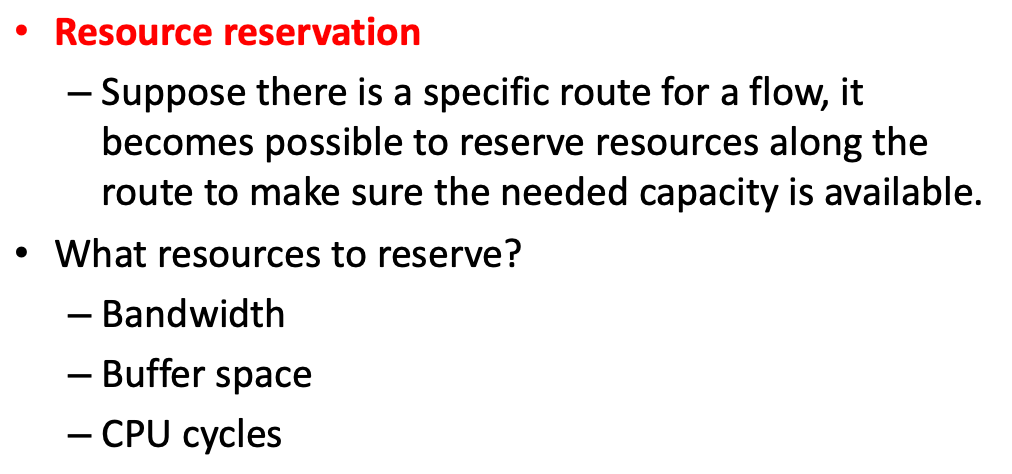 • Resource reservation
– Suppose there is a specific route for a flow, it
becomes possible to reserve resources along the
route to make sure the needed capacity is available.
• What resources to reserve?
– Bandwidth
– Buffer space
– CPU cycles